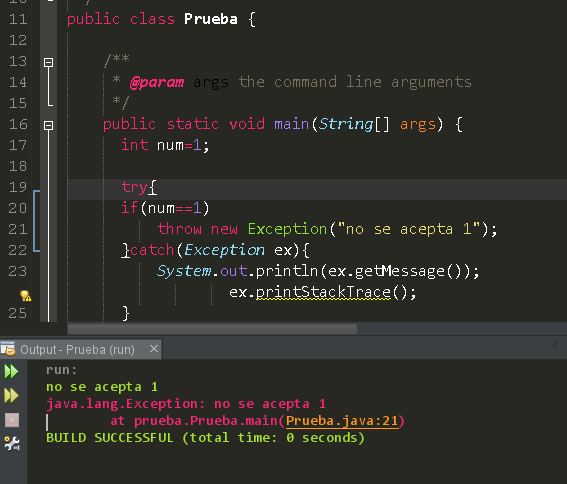 11 public class Prueba {
12
13 /**
14 * @param args the command line arguments
15 */
16 public static void main(String[] args) {
17 int num=1;
18
19 try{
20 if(num==1)
21 throw new Exception("no se acepta 1");
22 }catch(Exception ex){
23 System.out.println(ex.getMessage());
ex.printStackTrace();
25 }
Output - Prueba (run)
run:
no se acepta 1
java.lang.Exception: no se acepta 1
at prueba.Prueba.main(Prueba.java:21)
BUILD SUCCESSFUL (total time: 0 seconds)